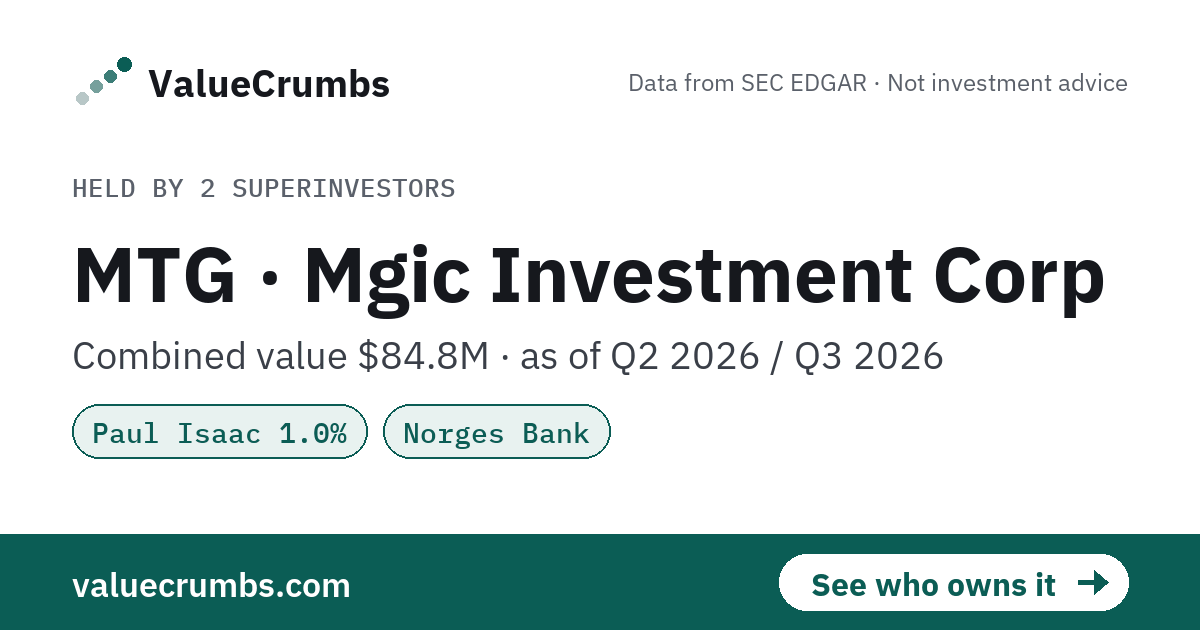 ValueCrumbs
Data from SEC EDGAR · Not investment advice
HELD BY 2 SUPERINVESTORS
MTG · Mgic Investment Corp
Combined value $84.8M · as of Q2 2026 / Q3 2026
Paul Isaac 1.0%
Norges Bank
valuecrumbs.com
See who owns it →